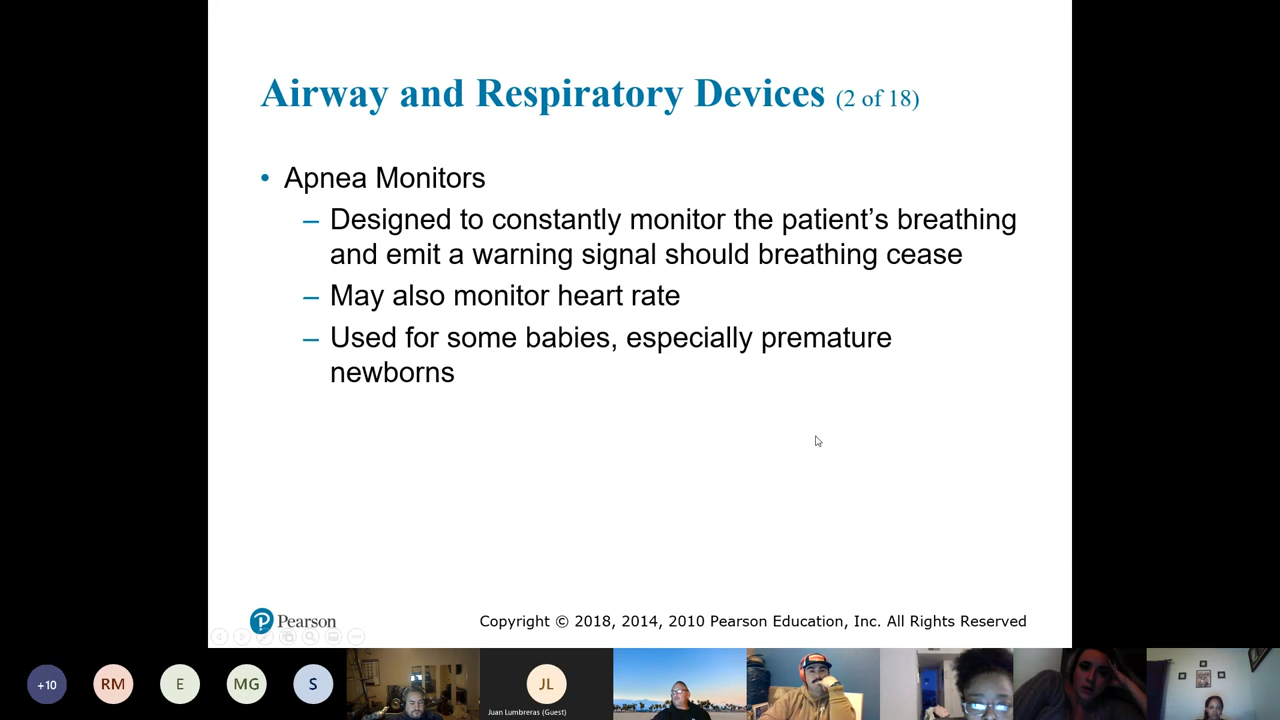 Airway and Respiratory Devices (2 of 18)
• Apnea Monitors
– Designed to constantly monitor the patient’s breathing
and emit a warning signal should breathing cease
– May also monitor heart rate
– Used for some babies, especially premature
newborns
Pearson
Copyright © 2018, 2014, 2010 Pearson Education, Inc. All Rights Reserved
+10
RM
E
MG
S
JL
Juan Lumbreras (Guest)